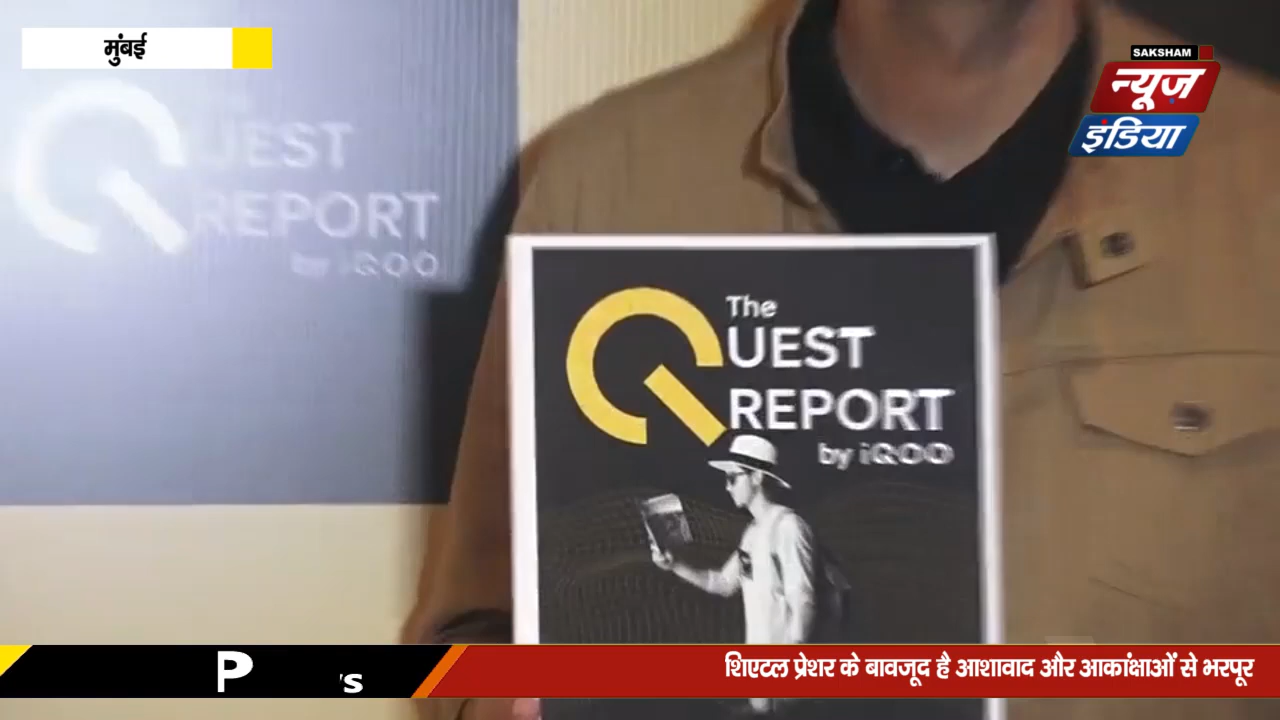 मुंबई
SAKSHAM
न्यूज़
इंडिया
UEST
REPORT
by iQOO
The
QUEST
REPORT
by iQOO
P 's
शिएटल प्रेशर के बावजूद है आशावाद और आकांक्षाओं से भरपूर